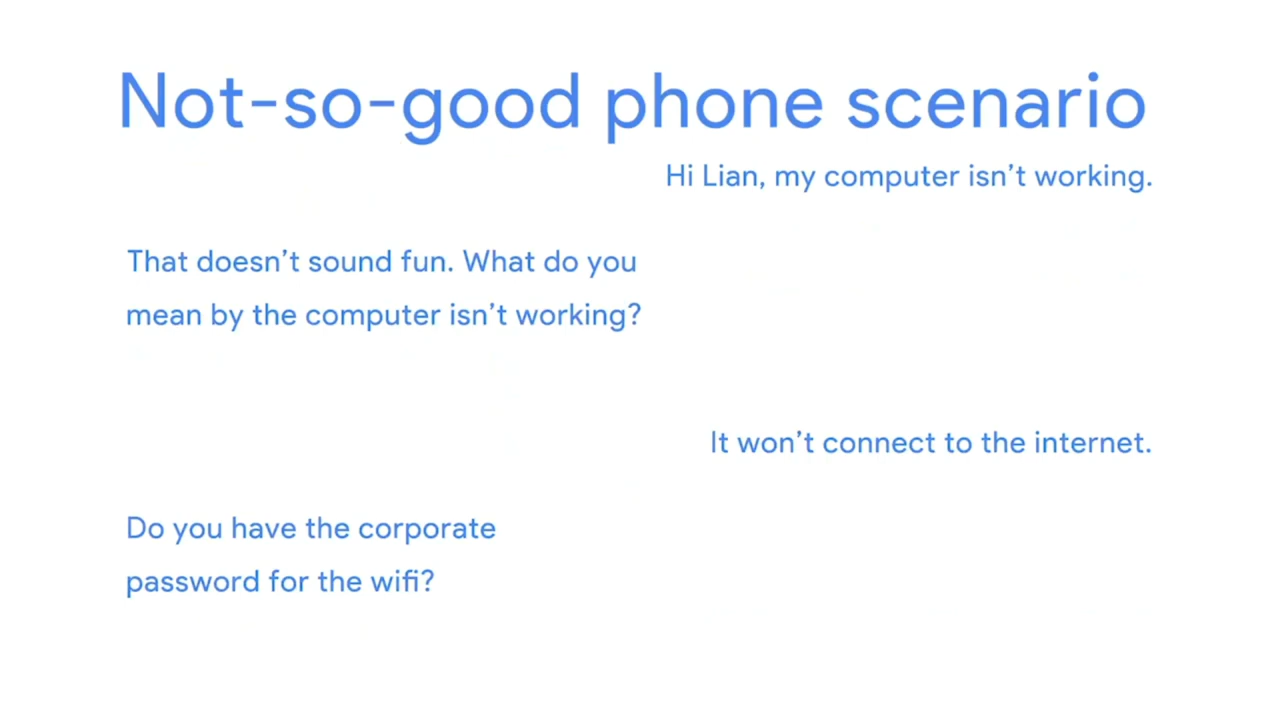 Not-so-good phone scenario
Hi Lian, my computer isn’t working.
That doesn’t sound fun. What do you
mean by the computer isn’t working?
It won’t connect to the internet.
Do you have the corporate
password for the wifi?